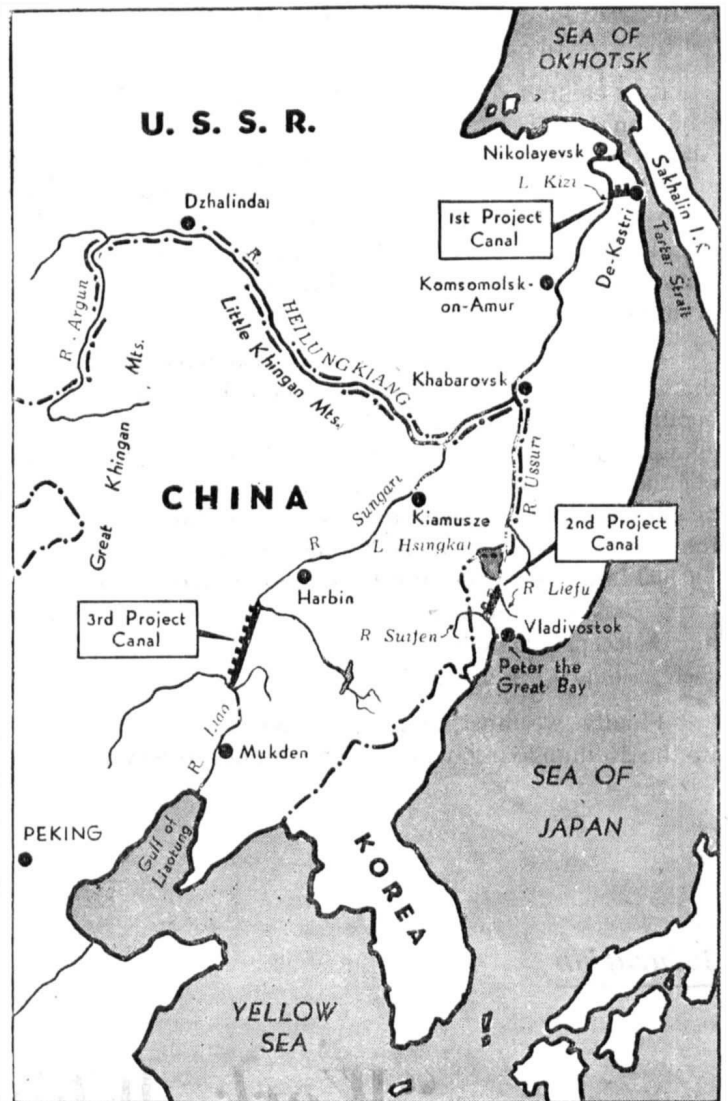 SEA OF
OKHOTSK
U. S. S. R.
Nikolayevsk
L Kizi
Sakhalin I.
Dzhalindai
1st Project
Canal
De-Kastri
Tartar Strait
Komsomolsk-
on-Amur
R. Argun
R.
HEILUNGKIANG
Little Khingan Mts.
Mts.
Khabarovsk
Great Khingan
CHINA
R Sungari
Kiamusze
R. Ussuri
2nd Project
Canal
L Hsingkai
Harbin
R Liefu
3rd Project
Canal
R Suifen
Vladivostok
Peter the
Great Bay
R. Liao
Mukden
SEA OF
JAPAN
PEKING
Gulf of
Liaotung
KOREA
YELLOW
SEA